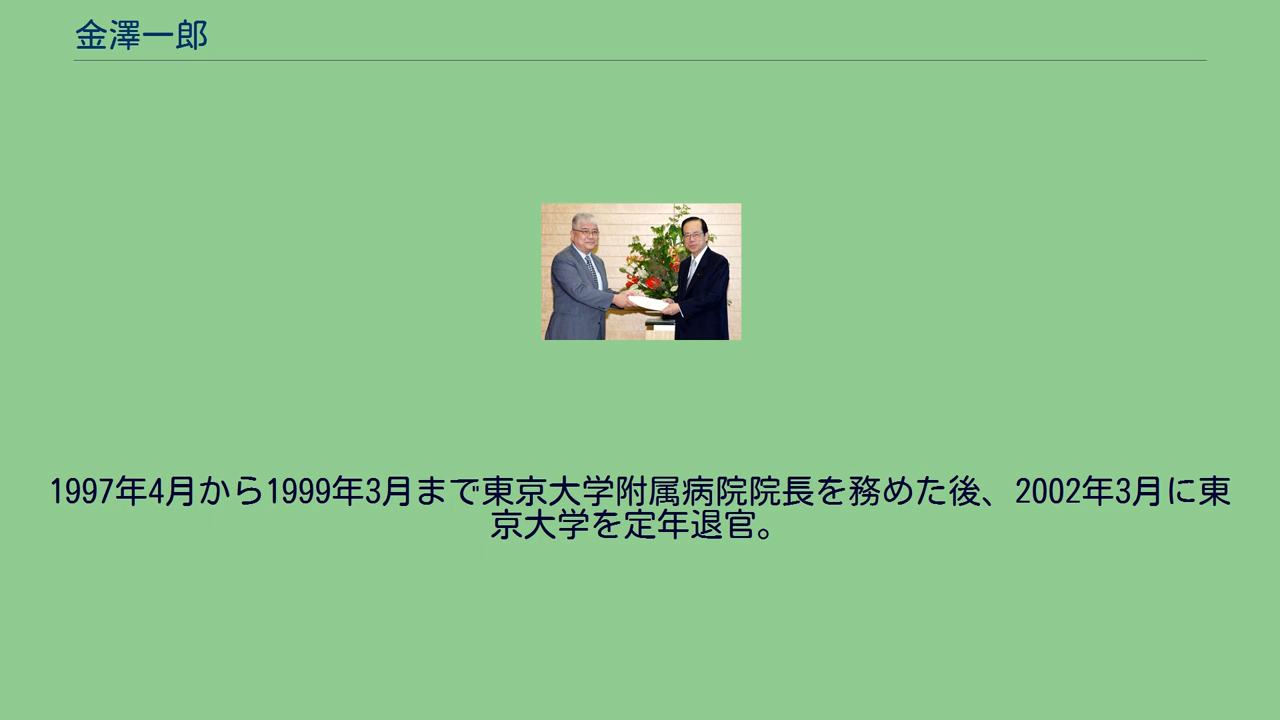 金澤一郎
1997年4月から1999年3月まで東京大学附属病院院長を務めた後、2002年3月に東
京大学を定年退官。